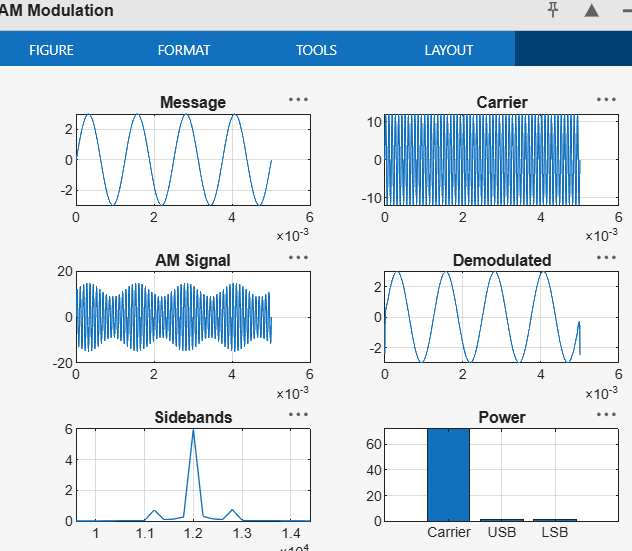 AM Modulation
FIGURE FORMAT TOOLS LAYOUT
Message
2
0
-2
0 2 4 6
×10-3
Carrier
10
0
-10
0 2 4 6
×10-3
AM Signal
20
0
-20
0 2 4 6
×10-3
Demodulated
2
0
-2
0 2 4 6
×10-3
Sidebands
6
4
2
0
1 1.1 1.2 1.3 1.4
×10⁴
Power
60
40
20
0
Carrier USB LSB